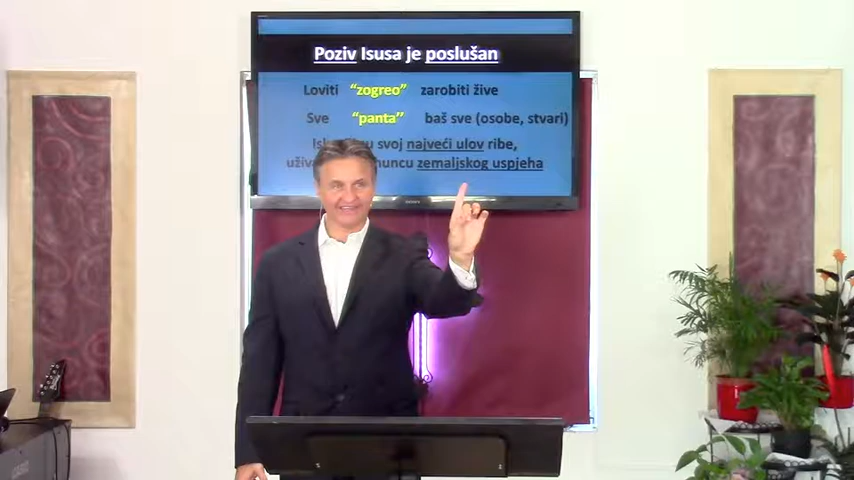 Poziv Isusa je poslušan
Loviti "zogreo" zarobiti žive
Sve "panta" baš sve (osobe, stvari)
svoj najveći ulov ribe,
zemaljskog uspjeha